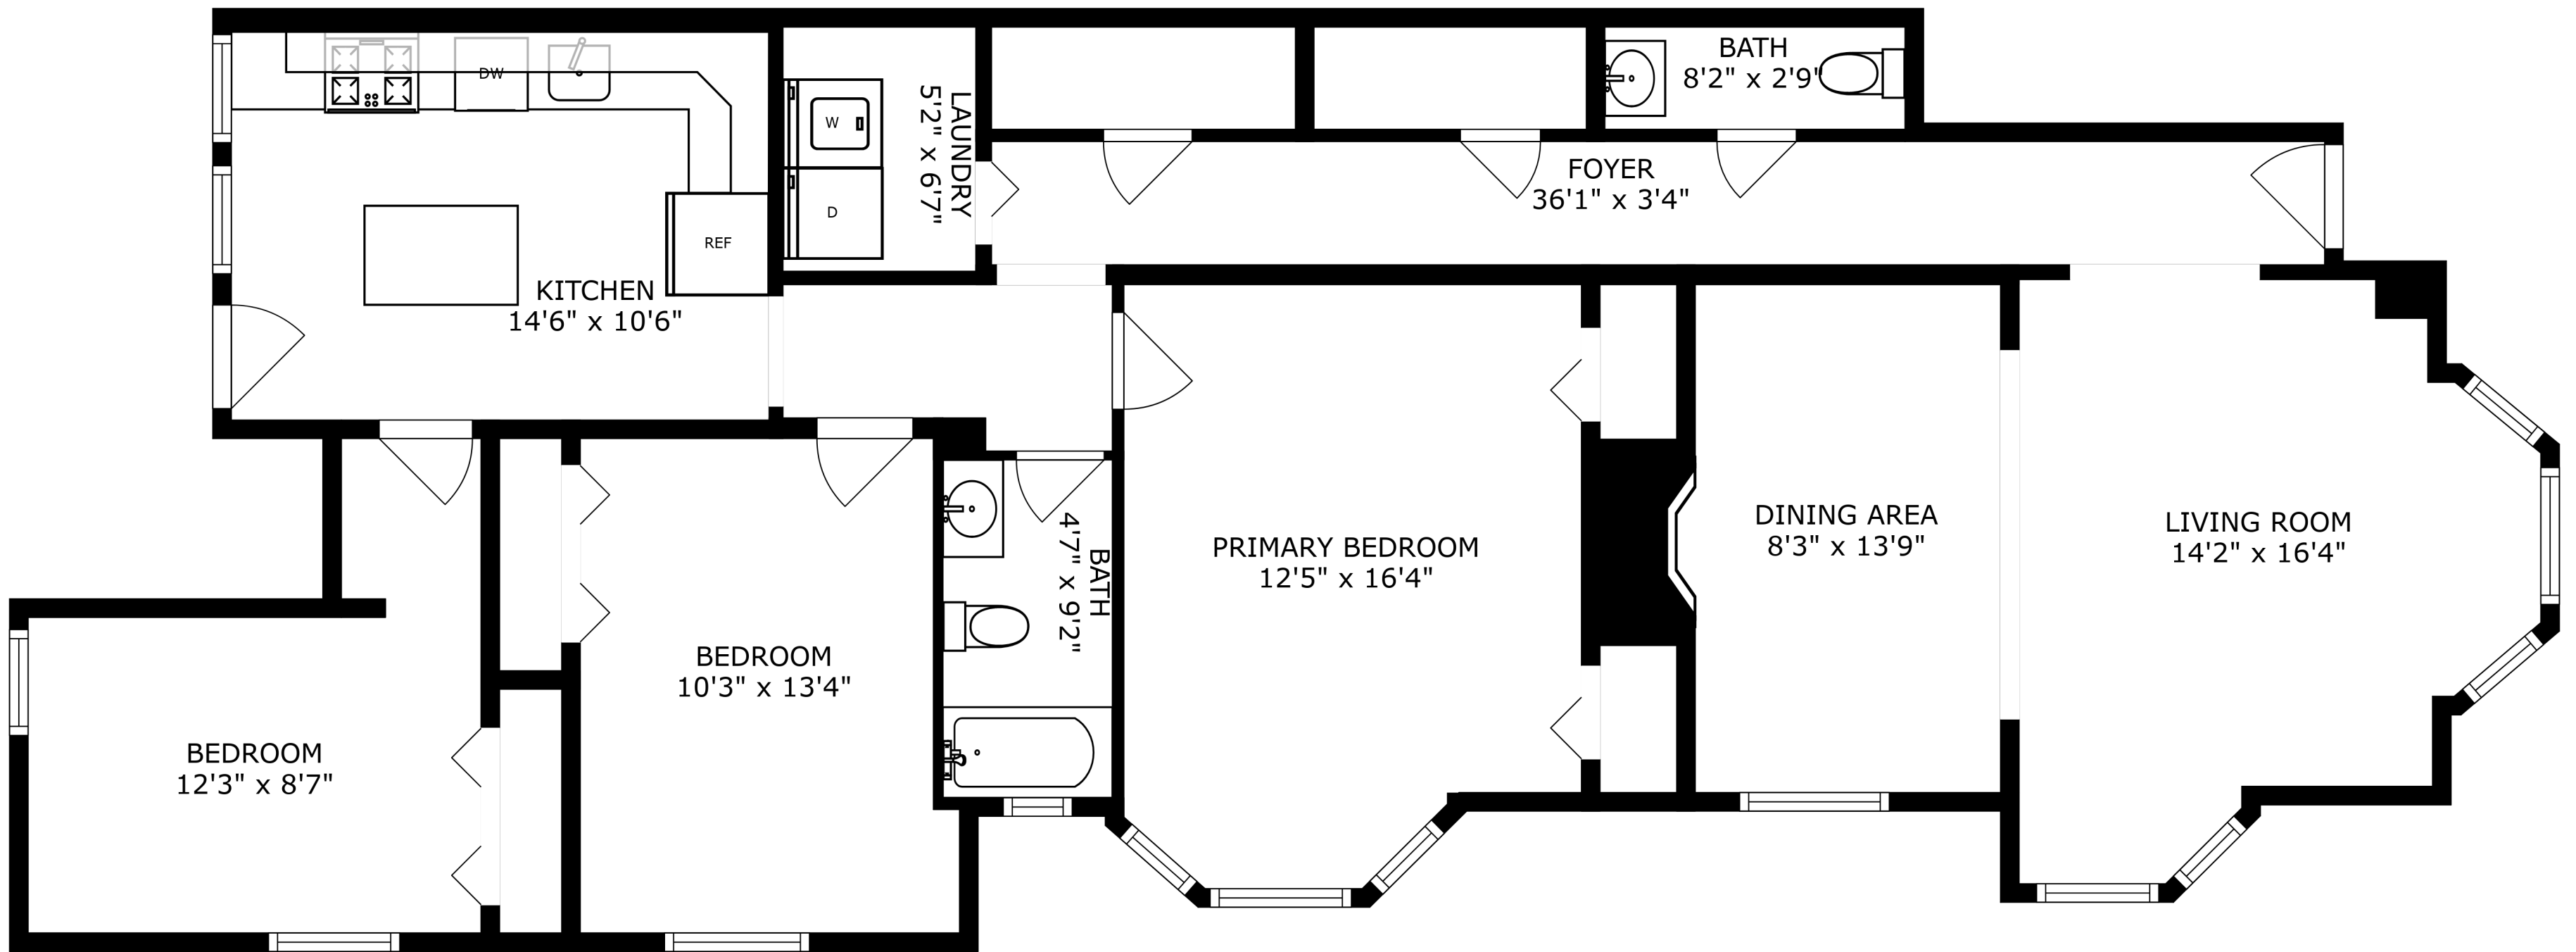 DW
W
D
REF
LAUNDRY
5'2" x 6'7"
BATH
8'2" x 2'9"
FOYER
36'1" x 3'4"
KITCHEN
14'6" x 10'6"
BATH
4'7" x 9'2"
PRIMARY BEDROOM
12'5" x 16'4"
DINING AREA
8'3" x 13'9"
LIVING ROOM
14'2" x 16'4"
BEDROOM
10'3" x 13'4"
BEDROOM
12'3" x 8'7"